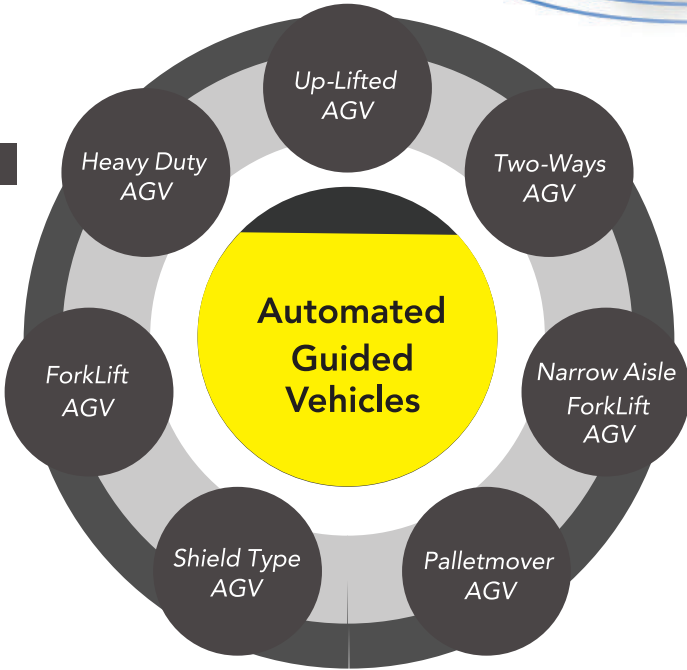 Up-Lifted
AGV
Two-Ways
AGV
Narrow Aisle
ForkLift
AGV
Palletmover
AGV
Shield Type
AGV
ForkLift
AGV
Heavy Duty
AGV
Automated
Guided
Vehicles